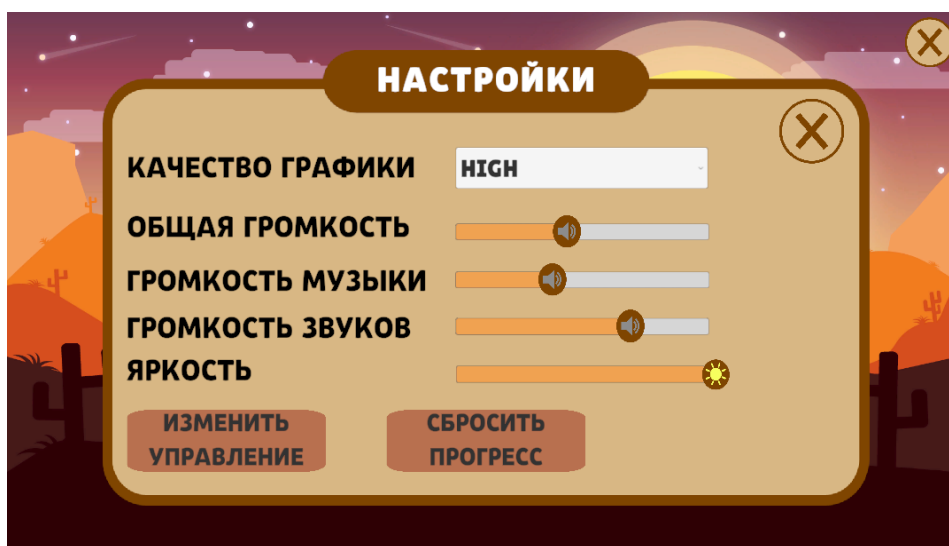 НАСТРОЙКИ
КАЧЕСТВО ГРАФИКИ
HIGH
ОБЩАЯ ГРОМКОСТЬ
ГРОМКОСТЬ МУЗЫКИ
ГРОМКОСТЬ ЗВУКОВ
ЯРКОСТЬ
ИЗМЕНИТЬ
УПРАВЛЕНИЕ
СБРОСИТЬ
ПРОГРЕСС